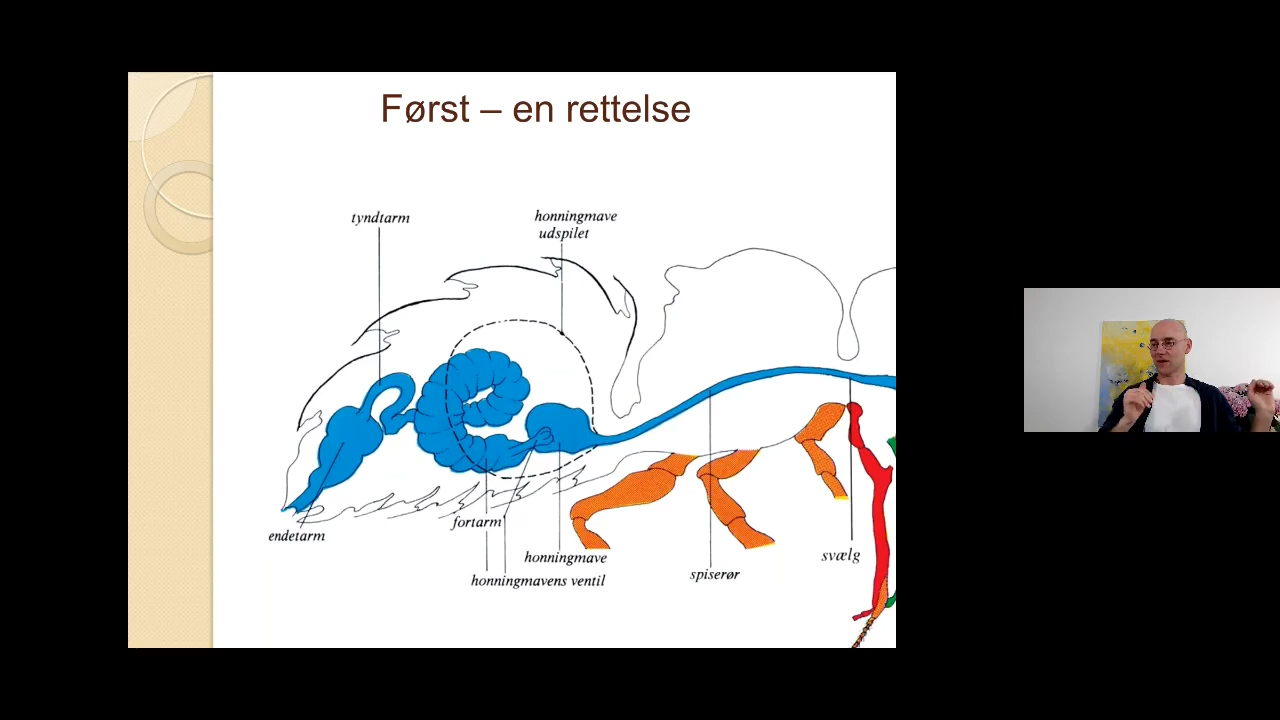 Først – en rettelse
tyndtarm
honningmave
udspilet
endetarm
fortarm
honningmave
honningmavens ventil
spiserør
svælg